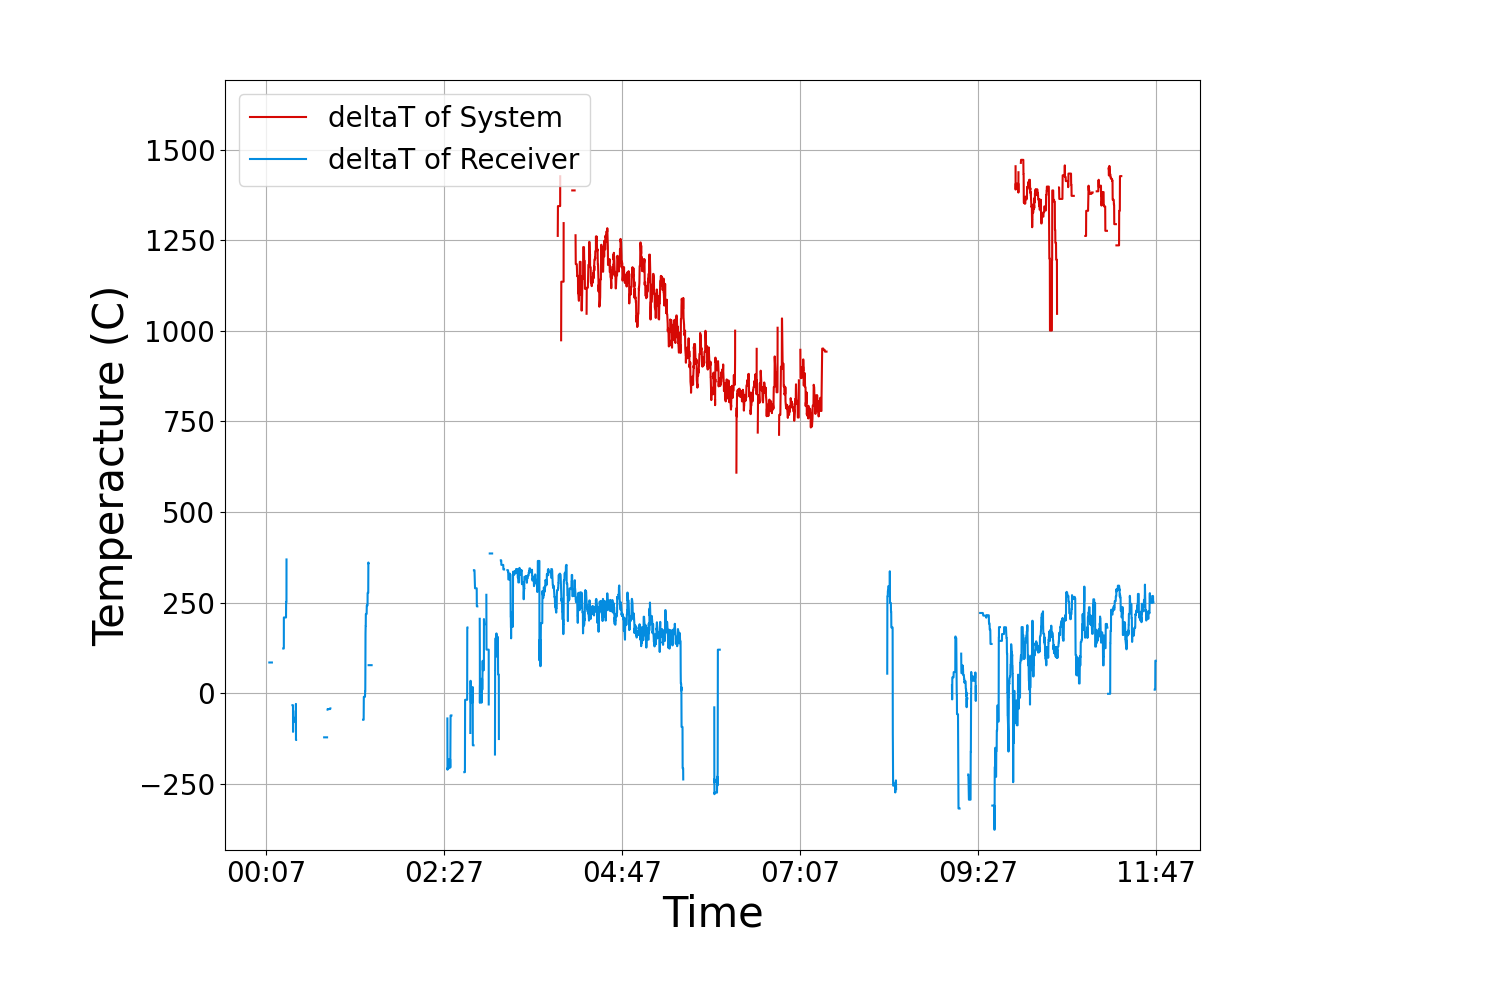 deltaT of System
deltaT of Receiver
1500
1250
1000
750
500
250
0
−250
Temperacture (C)
00:07 02:27 04:47 07:07 09:27 11:47
Time